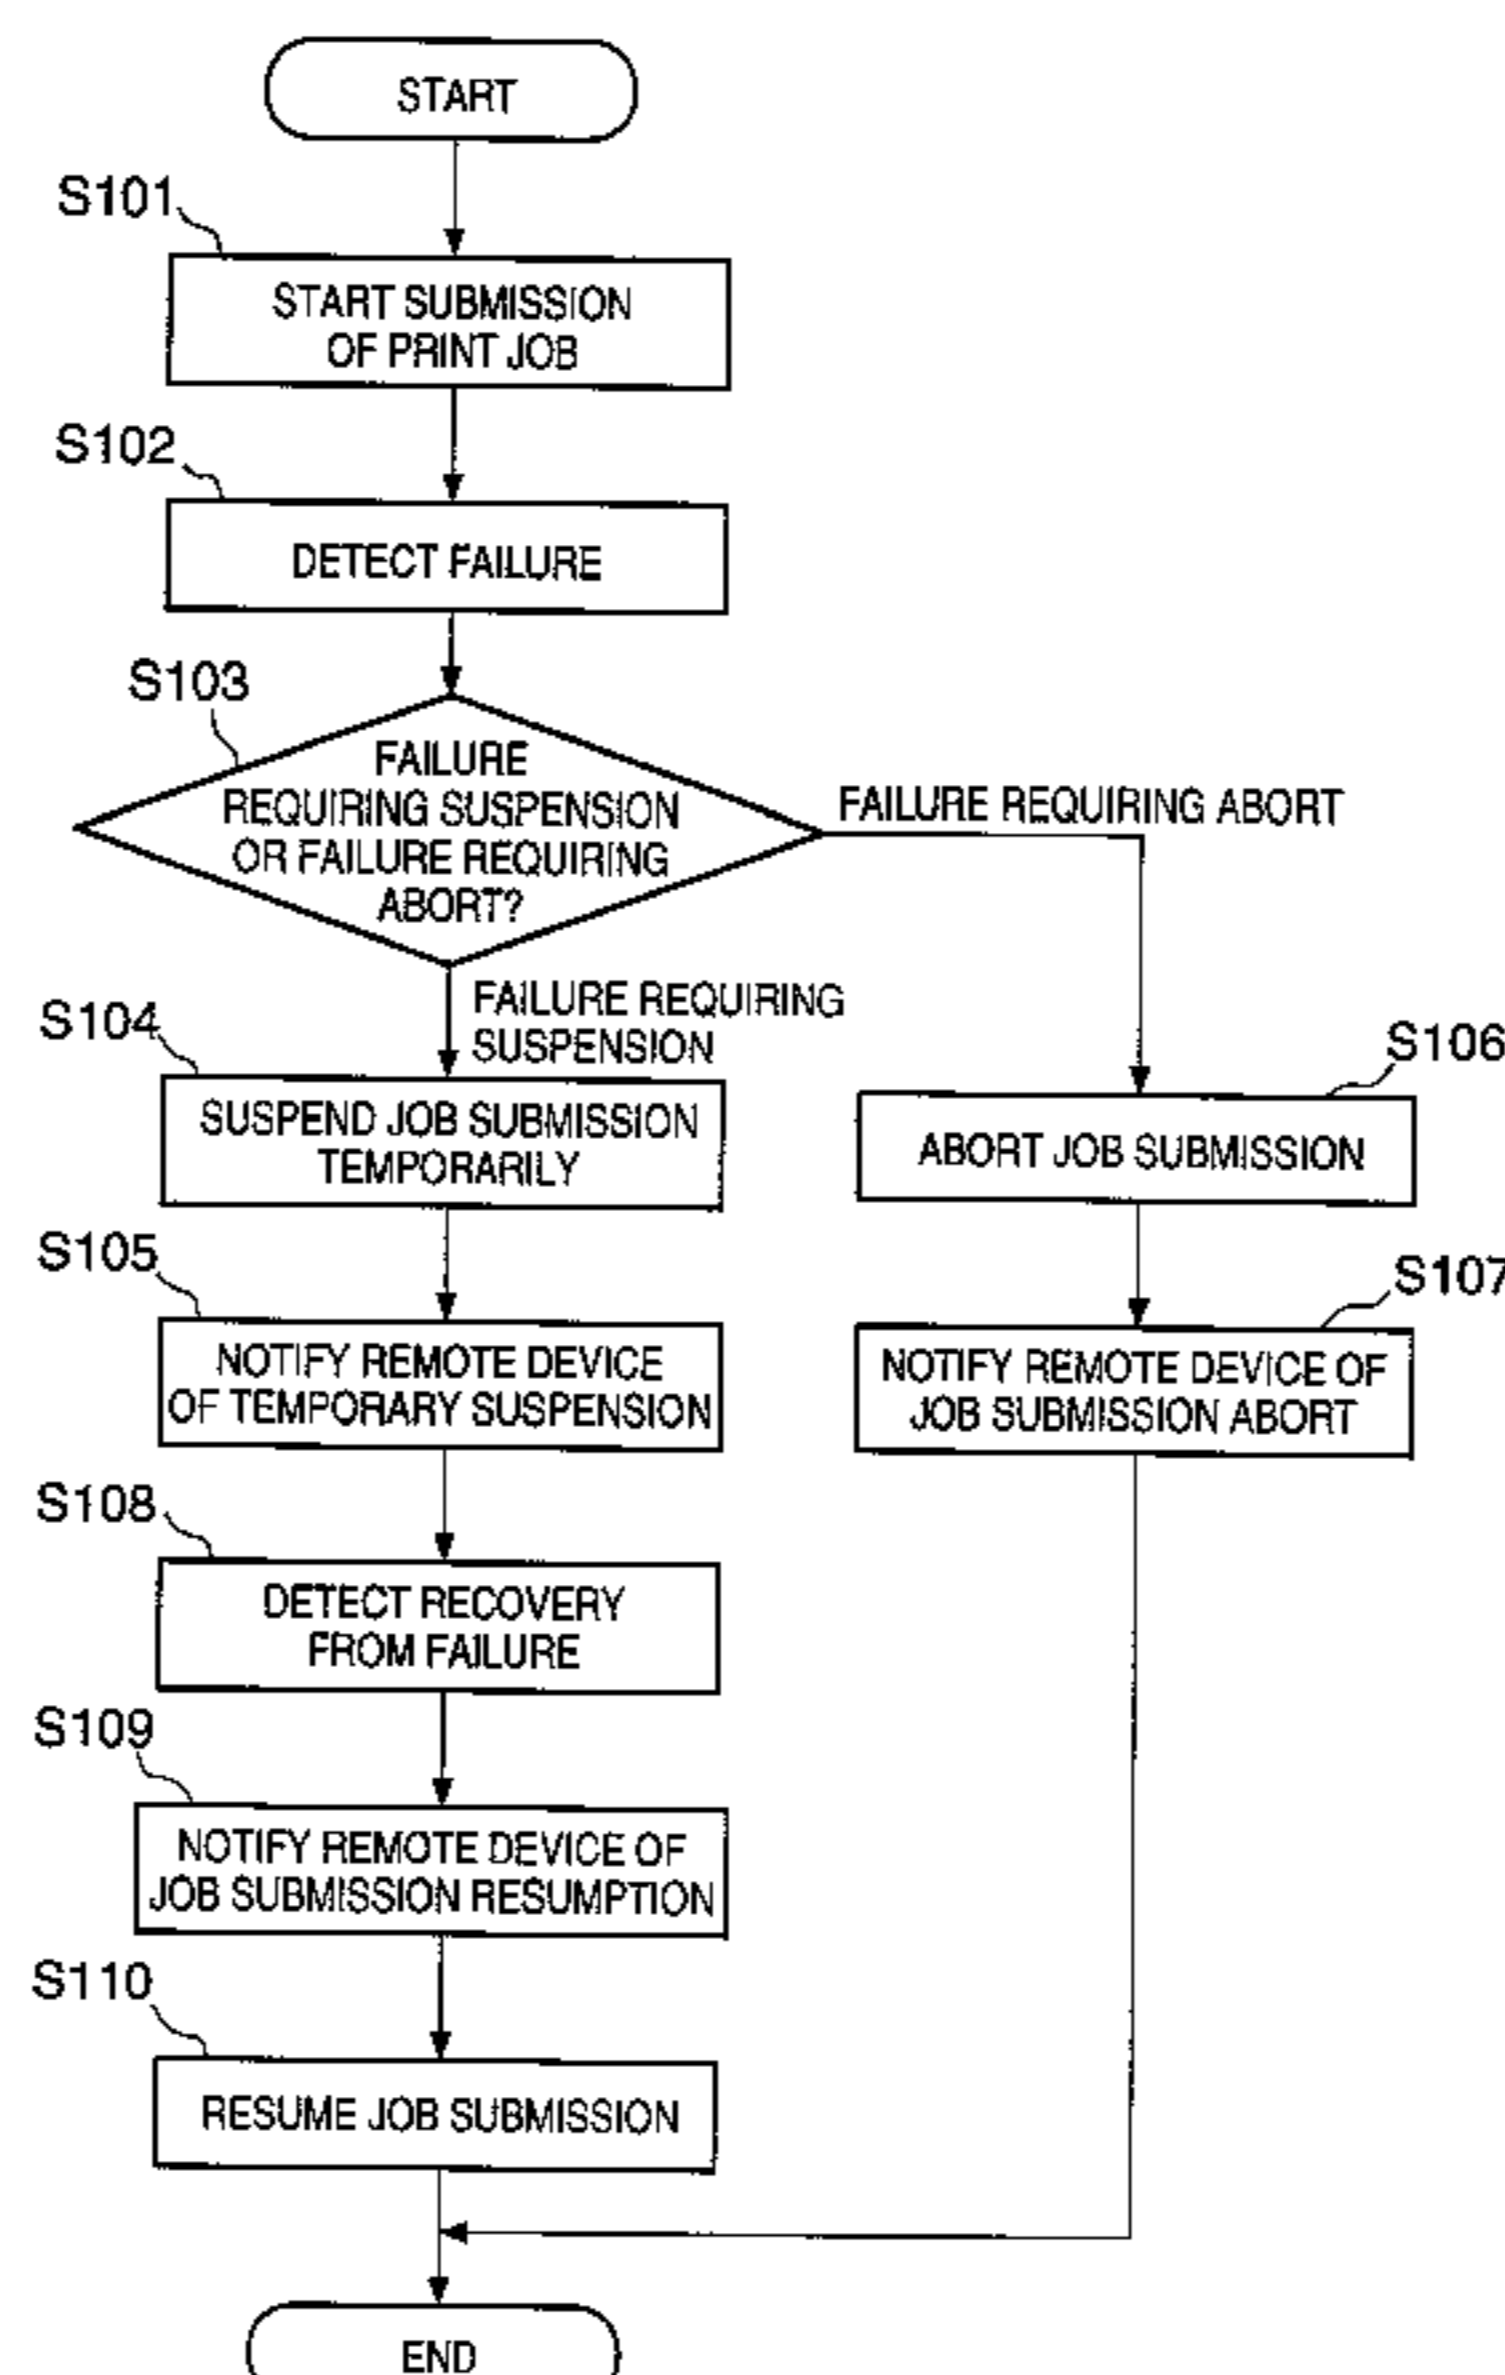 START
S101
START SUBMISSION
OF PRINT JOB
S102
DETECT FAILURE
S103
FAILURE
REQUIRING SUSPENSION
OR FAILURE REQUIRING
ABORT?
FAILURE REQUIRING ABORT
FAILURE REQUIRING
SUSPENSION
S104
SUSPEND JOB SUBMISSION
TEMPORARILY
S106
ABORT JOB SUBMISSION
S105
NOTIFY REMOTE DEVICE
OF TEMPORARY SUSPENSION
S107
NOTIFY REMOTE DEVICE OF
JOB SUBMISSION ABORT
S108
DETECT RECOVERY
FROM FAILURE
S109
NOTIFY REMOTE DEVICE OF
JOB SUBMISSION RESUMPTION
S110
RESUME JOB SUBMISSION
END